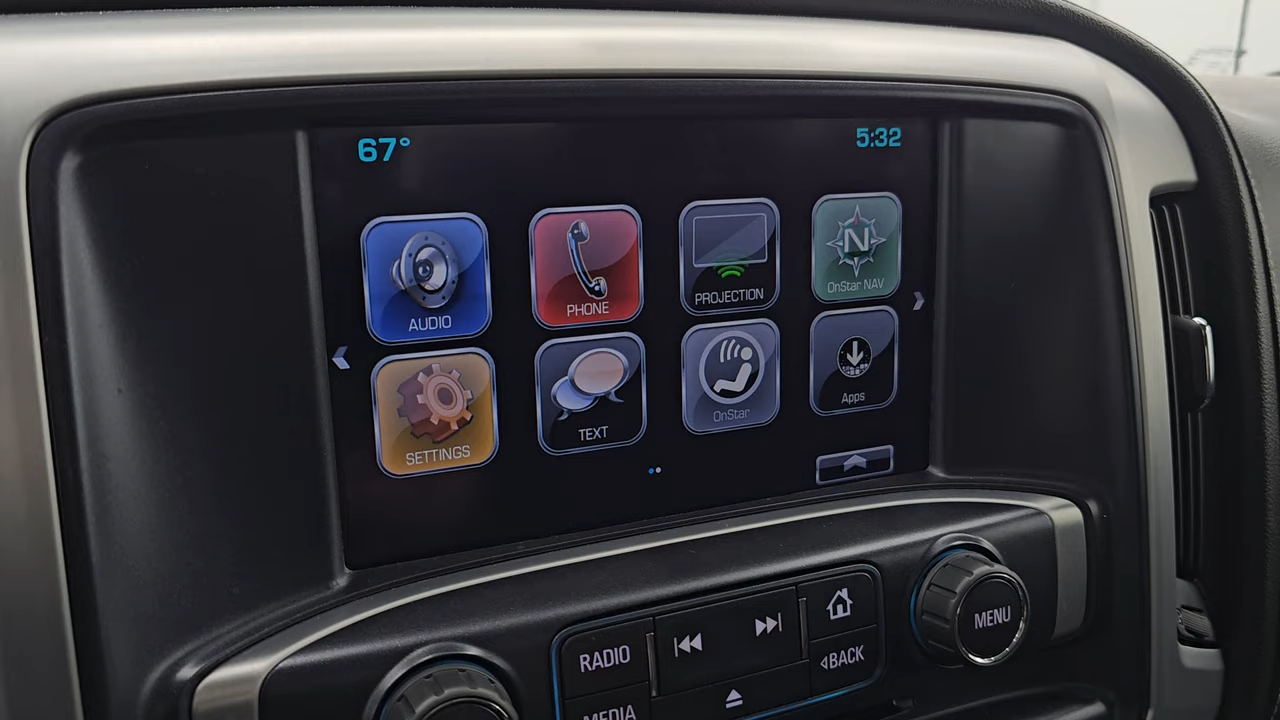 67°
5:32
AUDIO
PHONE
PROJECTION
N
OnStar NAV
SETTINGS
TEXT
OnStar
Apps
RADIO
BACK
MENU
MEDIA